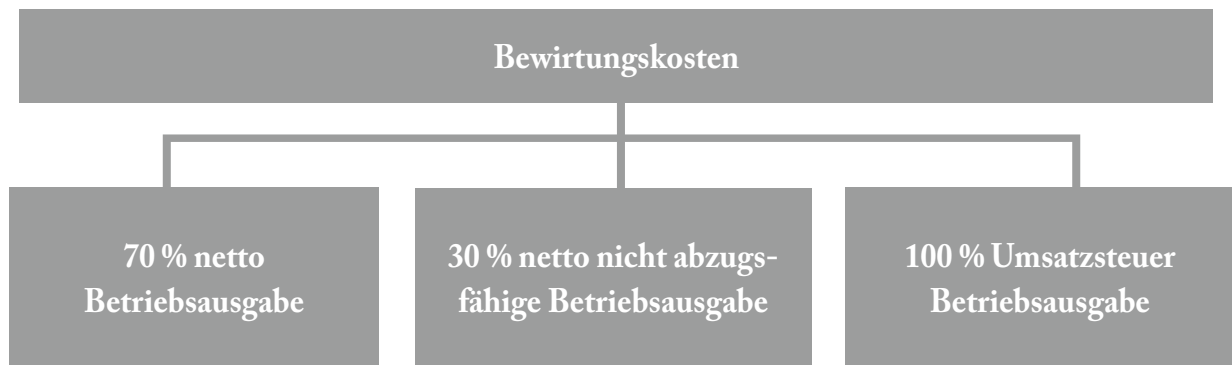 Bewirtungskosten
70 % netto
Betriebsausgabe
30 % netto nicht abzugs-
fähige Betriebsausgabe
100 % Umsatzsteuer
Betriebsausgabe